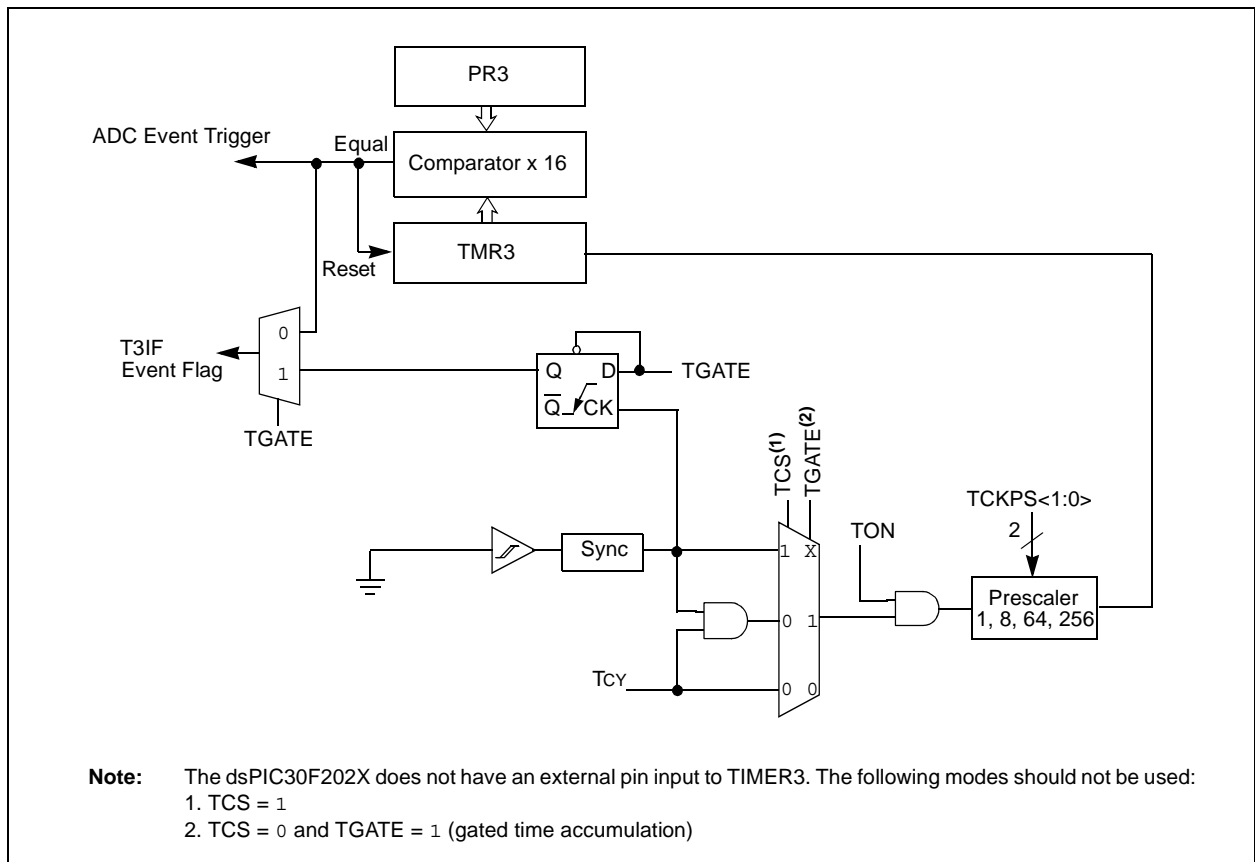 PR3
ADC Event Trigger
Equal
Comparator x 16
TMR3
Reset
0
1
T3IF
Event Flag
TGATE
Q D
Q CK
TGATE
TCS(1)
TGATE(2)
TCKPS<1:0>
2
TON
Sync
1 X
Prescaler
1, 8, 64, 256
0 1
TCY
0 0
Note: The dsPIC30F202X does not have an external pin input to TIMER3. The following modes should not be used:
1. TCS = 1
2. TCS = 0 and TGATE = 1 (gated time accumulation)